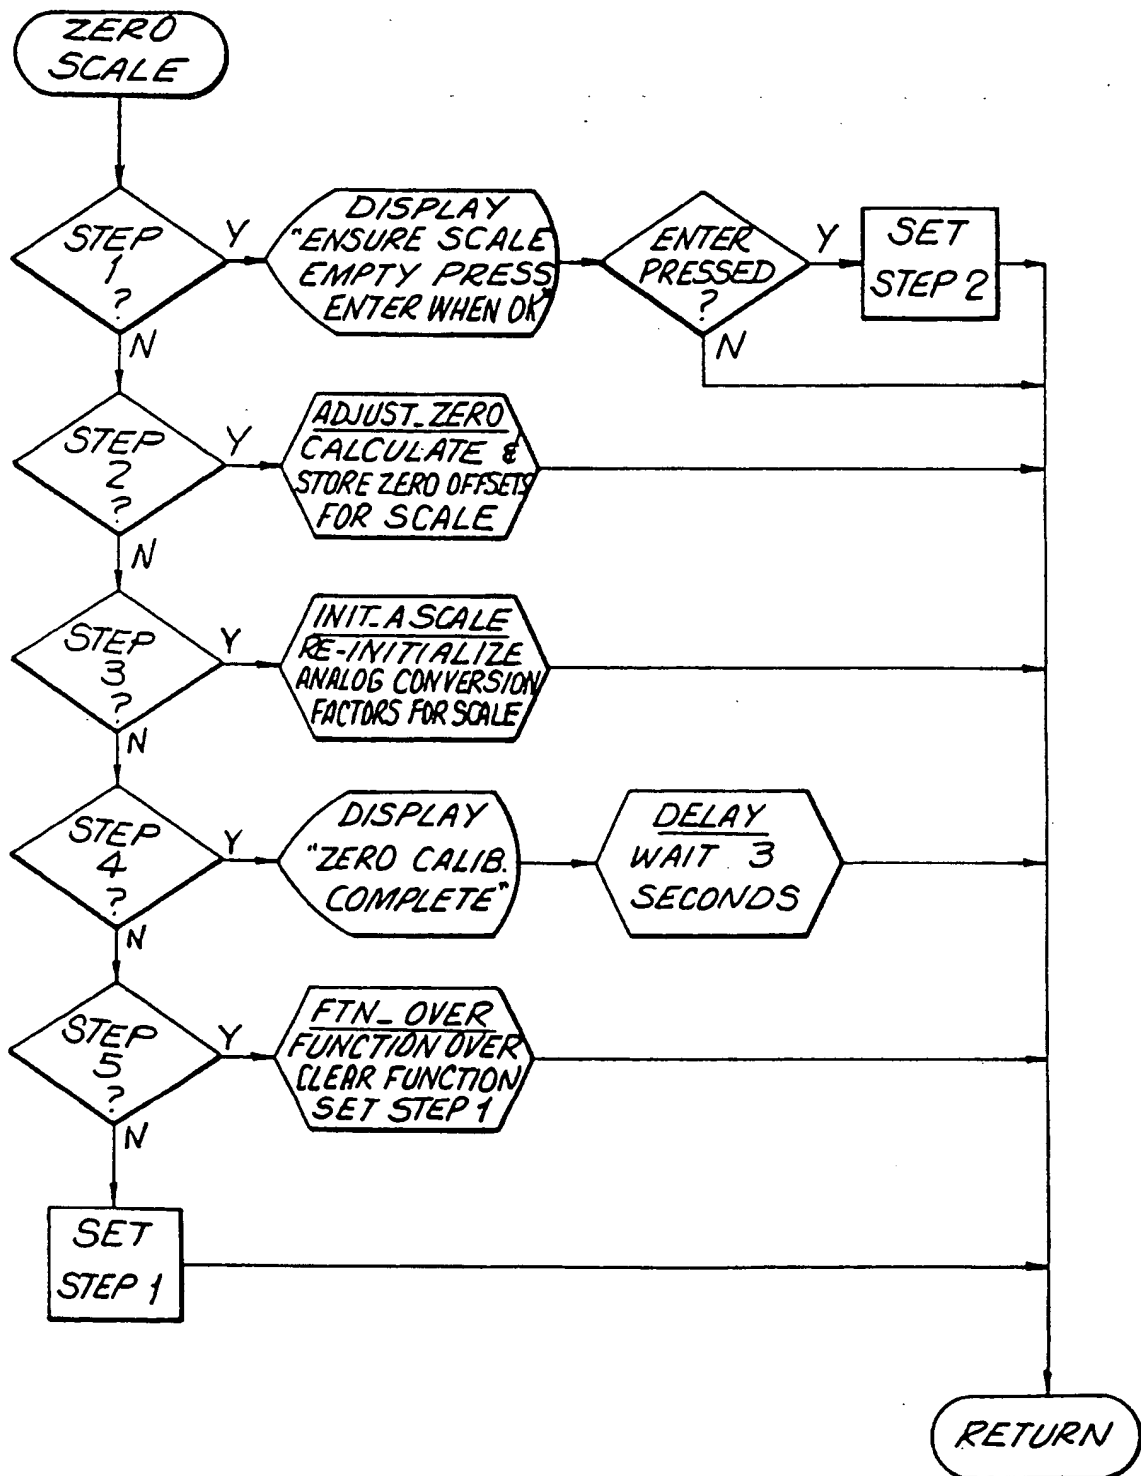 ZERO
SCALE
STEP
1
?
Y
N
DISPLAY
"ENSURE SCALE
EMPTY PRESS
ENTER WHEN OK"
ENTER
PRESSED
?
Y
N
SET
STEP 2
STEP
2
?
Y
N
ADJUST_ZERO
CALCULATE &
STORE ZERO OFFSETS
FOR SCALE
STEP
3
?
Y
N
INIT_ASCALE
RE-INITIALIZE
ANALOG CONVERSION
FACTORS FOR SCALE
STEP
4
?
Y
N
DISPLAY
"ZERO CALIB.
COMPLETE"
DELAY
WAIT 3
SECONDS
STEP
5
?
Y
N
FTN_OVER
FUNCTION OVER
CLEAR FUNCTION
SET STEP 1
SET
STEP 1
RETURN